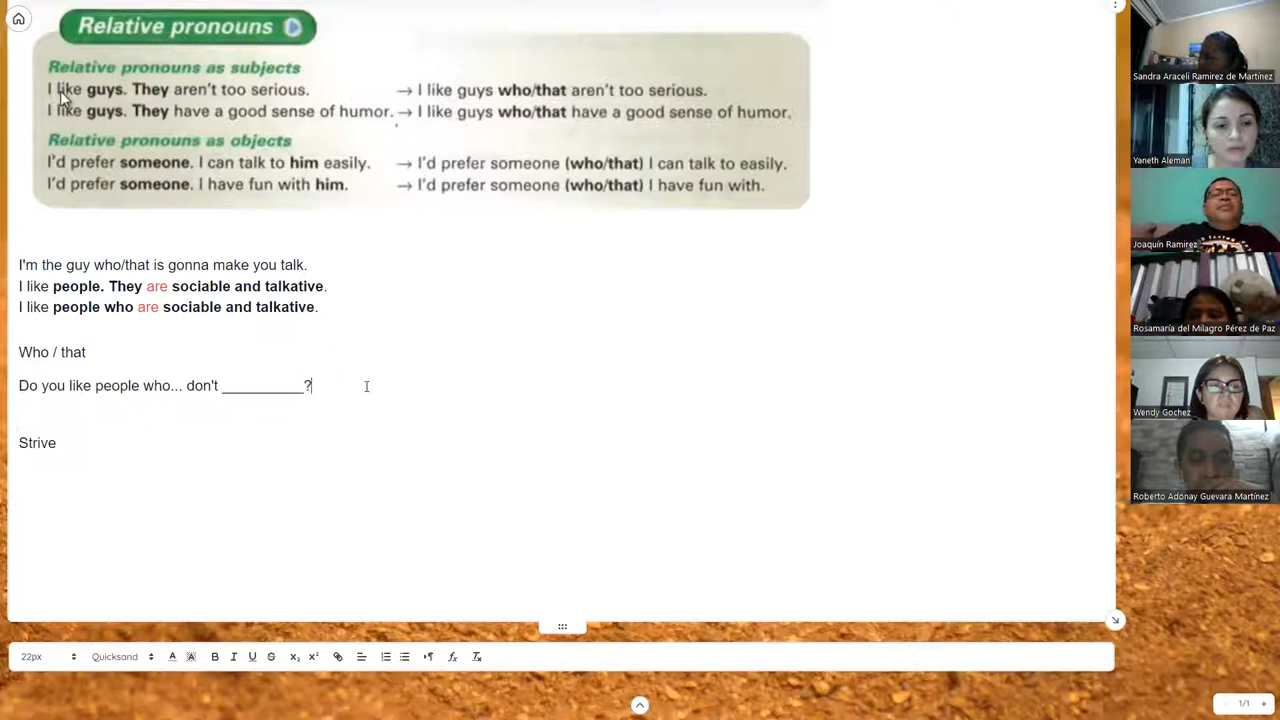 Relative pronouns
Relative pronouns as subjects
I like guys. They aren't too serious. → I like guys who/that aren't too serious.
I like guys. They have a good sense of humor. → I like guys who/that have a good sense of humor.
Relative pronouns as objects
I'd prefer someone. I can talk to him easily. → I'd prefer someone (who/that) I can talk to easily.
I'd prefer someone. I have fun with him. → I'd prefer someone (who/that) I have fun with.
I'm the guy who/that is gonna make you talk.
I like people. They are sociable and talkative.
I like people who are sociable and talkative.
Who / that
Do you like people who... don't __________?
Strive
22px
Quicksand
1/1
Sandra Araceli Ramirez de Martínez
Yaneth Aleman
Joaquín Ramirez
Rosamaría del Milagro Pérez de Paz
Wendy Gochez
Roberto Adonay Guevara Martínez